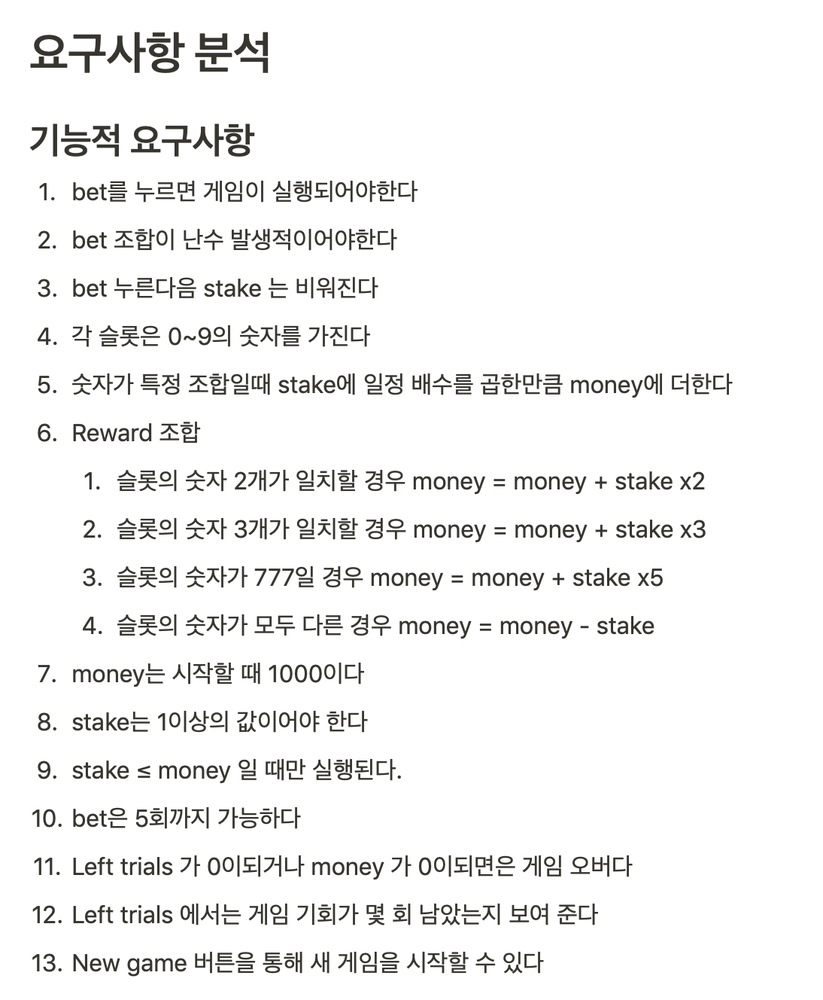 요구사항 분석
기능적 요구사항
1. bet를 누르면 게임이 실행되어야한다
2. bet 조합이 난수 발생적이어야한다
3. bet 누른다음 stake 는 비워진다
4. 각 슬롯은 0~9의 숫자를 가진다
5. 숫자가 특정 조합일때 stake에 일정 배수를 곱한만큼 money에 더한다
6. Reward 조합
1. 슬롯의 숫자 2개가 일치할 경우 money = money + stake x2
2. 슬롯의 숫자 3개가 일치할 경우 money = money + stake x3
3. 슬롯의 숫자가 777일 경우 money = money + stake x5
4. 슬롯의 숫자가 모두 다른 경우 money = money - stake
7. money는 시작할 때 1000이다
8. stake는 1이상의 값이어야 한다
9. stake ≤ money 일 때만 실행된다.
10. bet은 5회까지 가능하다
11. Left trials 가 0이되거나 money 가 0이되면은 게임 오버다
12. Left trials 에서는 게임 기회가 몇 회 남았는지 보여 준다
13. New game 버튼을 통해 새 게임을 시작할 수 있다